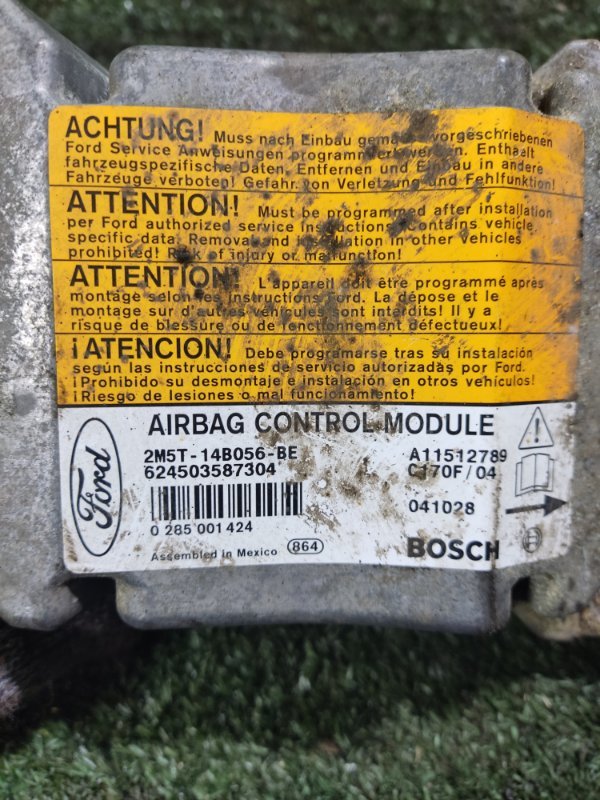 ACHTUNG! Muss nach Einbau gemäss vorgeschriebenen
Ford Service Anweisungen programmiert werden. Enthaelt
fahrzeugspezifische Daten. Entfernen und Einbau in andere
Fahrzeuge verboten! Gefahr von Verletzung und Fehlfunktion!
ATTENTION! Must be programmed after installation
per Ford authorized service instructions. Contains vehicle
specific data. Removal and installation in other vehicles
prohibited! Risk of injury or malfunction!
ATTENTION! L'appareil doit être programmé après
montage selon les instructions Ford. La dépose et le
montage sur d'autres véhicules sont interdits! Il y a
risque de blessure ou de fonctionnement défectueux!
¡ATENCION! Debe programarse tras su instalación
según las instrucciones de servicio autorizadas por Ford.
¡Prohibido su desmontaje e instalación en otros vehículos!
¡Riesgo de lesiones o mal funcionamiento!
AIRBAG CONTROL MODULE
Ford
2M5T-14B056-BE A11512789
624503587304 C170F/04
041028
0 285 001 424
Assembled in Mexico 864 BOSCH